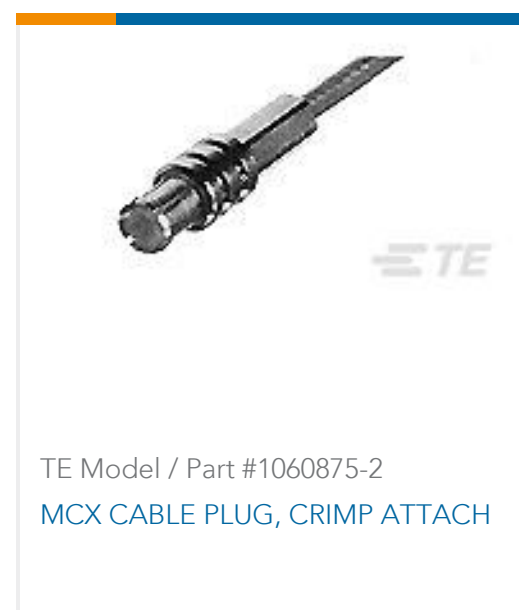 TE
TE Model / Part #1060875-2
MCX CABLE PLUG, CRIMP ATTACH